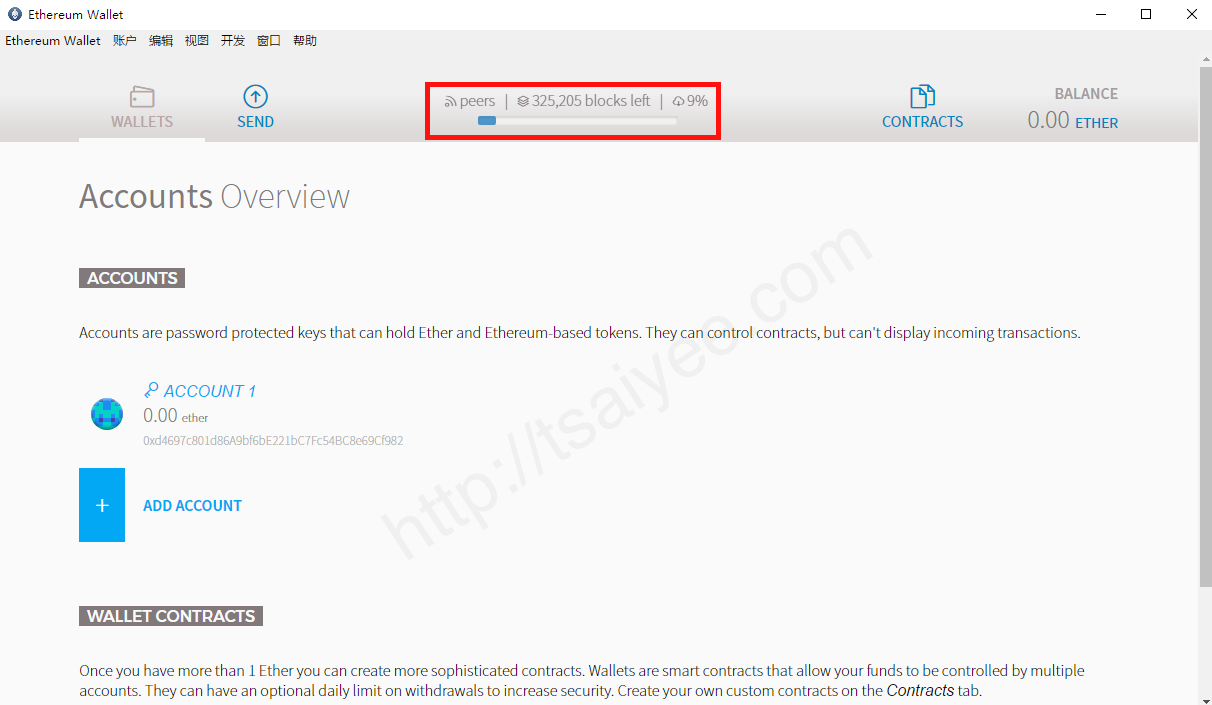 Ethereum Wallet
Ethereum Wallet 账户 编辑 视图 开发 窗口 帮助
WALLETS
SEND
peers | 325,205 blocks left | 9%
CONTRACTS
BALANCE
0.00 ETHER
Accounts Overview
ACCOUNTS
Accounts are password protected keys that can hold Ether and Ethereum-based tokens. They can control contracts, but can't display incoming transactions.
ACCOUNT 1
0.00 ether
0xd4697c801d86A9bf6bE221bC7Fc54BC8e69Cf982
+ ADD ACCOUNT
http://tsaiyeo.com
WALLET CONTRACTS
Once you have more than 1 Ether you can create more sophisticated contracts. Wallets are smart contracts that allow your funds to be controlled by multiple
accounts. They can have an optional daily limit on withdrawals to increase security. Create your own custom contracts on the Contracts tab.